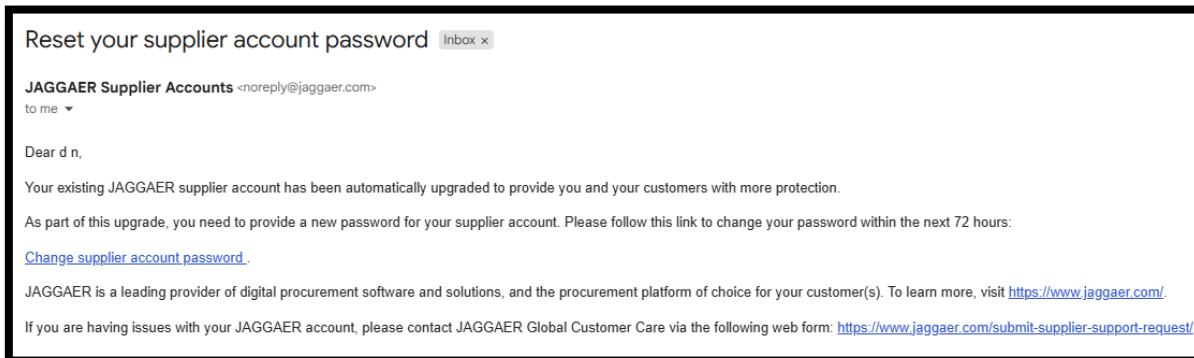 Reset your supplier account password Inbox ×
JAGGAER Supplier Accounts <noreply@jaggaer.com>
to me
Dear d n,
Your existing JAGGAER supplier account has been automatically upgraded to provide you and your customers with more protection.
As part of this upgrade, you need to provide a new password for your supplier account. Please follow this link to change your password within the next 72 hours:
Change supplier account password .
JAGGAER is a leading provider of digital procurement software and solutions, and the procurement platform of choice for your customer(s). To learn more, visit https://www.jaggaer.com/.
If you are having issues with your JAGGAER account, please contact JAGGAER Global Customer Care via the following web form: https://www.jaggaer.com/submit-supplier-support-request/